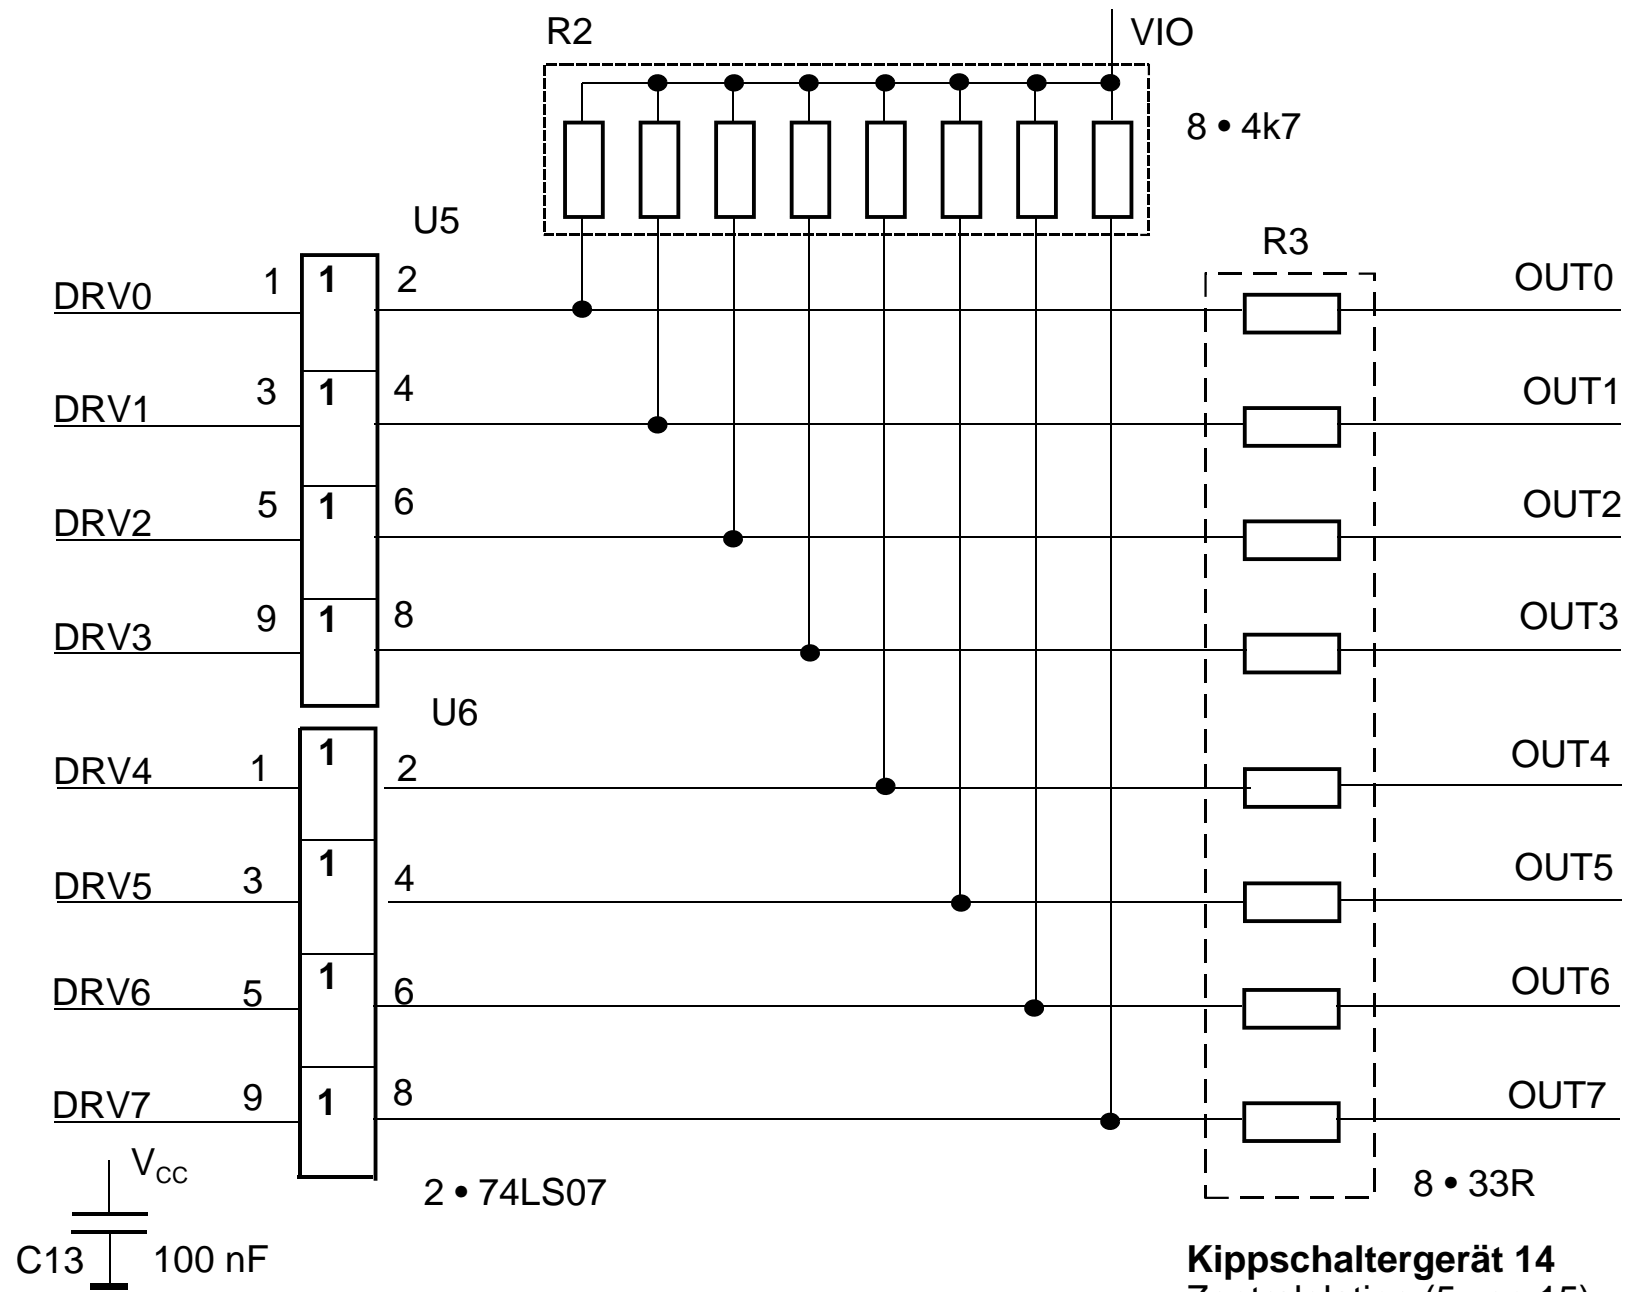 R2
VIO
8 • 4k7
U5
R3
DRV0 1 1 2 OUT0
DRV1 3 1 4 OUT1
DRV2 5 1 6 OUT2
DRV3 9 1 8 OUT3
U6
DRV4 1 1 2 OUT4
DRV5 3 1 4 OUT5
DRV6 5 1 6 OUT6
DRV7 9 1 8 OUT7
VCC
2 • 74LS07
8 • 33R
C13 100 nF
Kippschaltergerät 14